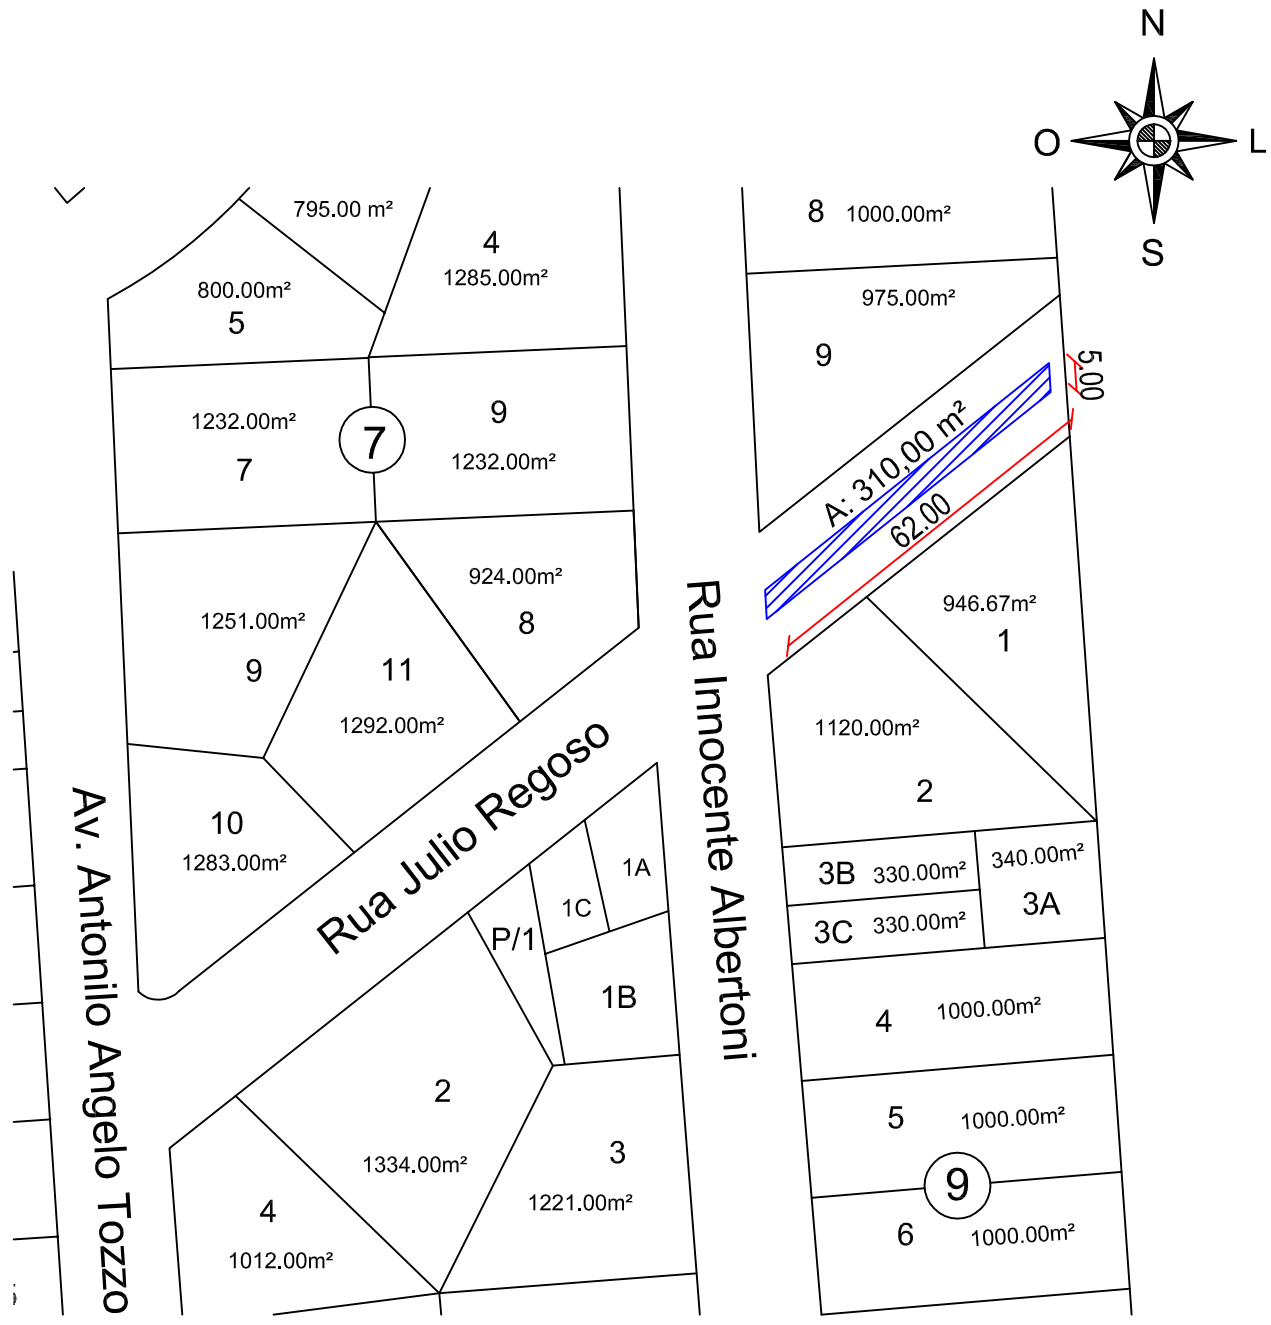 N
O
L
S
795.00 m²
4
1285.00m²
800.00m²
5
8 1000.00m²
975.00m²
9
5.00
1232.00m²
7
7
9
1232.00m²
A: 310,00 m²
62.00
924.00m²
8
1251.00m²
9
11
1292.00m²
946.67m²
1
1120.00m²
2
10
1283.00m²
Rua Julio Regoso
Rua Innocente Albertoni
Av. Antonilo Angelo Tozzo
3B 330.00m²
340.00m²
3A
3C 330.00m²
1A
1C
P/1
1B
4 1000.00m²
2
1334.00m²
3
1221.00m²
5 1000.00m²
9
6 1000.00m²
4
1012.00m²